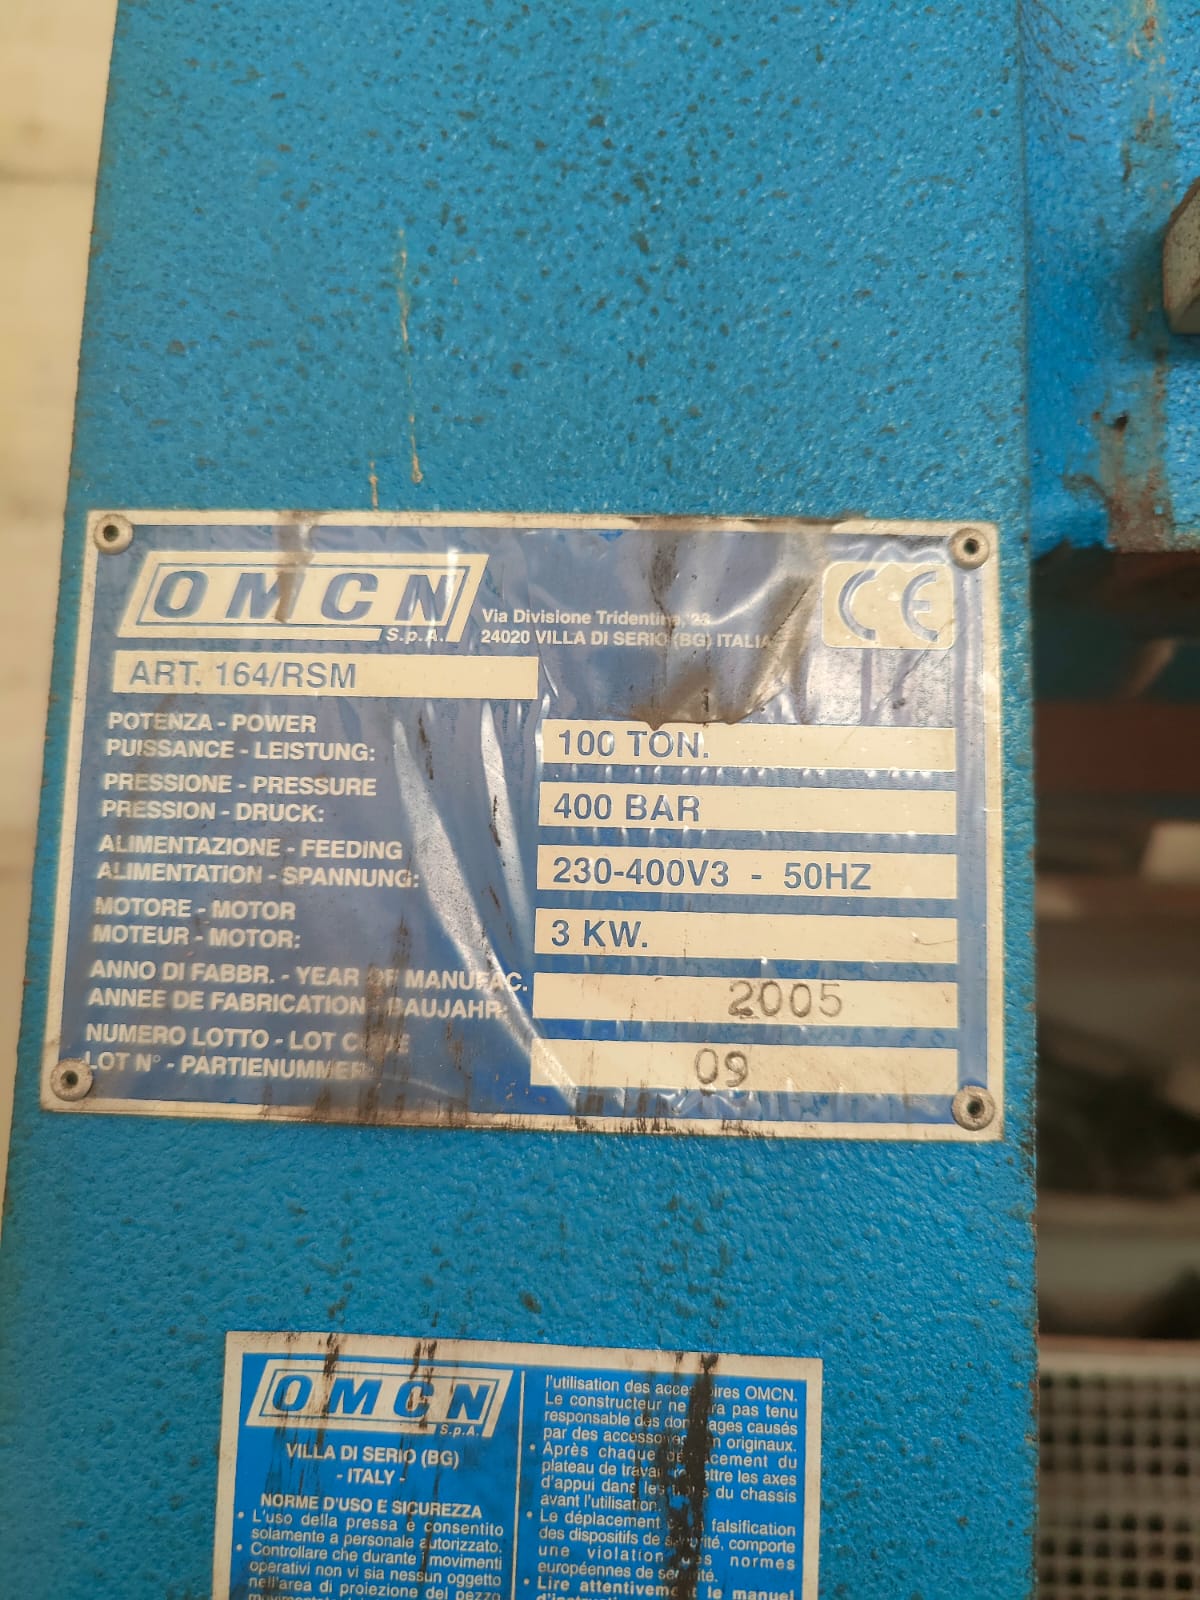 OMCN
S.p.A.
Via Divisione Tridentina, 23
24020 VILLA DI SERIO (BG) ITALIA
CE
ART. 164/RSM
POTENZA - POWER
PUISSANCE - LEISTUNG:
100 TON.
PRESSIONE - PRESSURE
PRESSION - DRUCK:
400 BAR
ALIMENTAZIONE - FEEDING
ALIMENTATION - SPANNUNG:
230-400V3 - 50HZ
MOTORE - MOTOR
MOTEUR - MOTOR:
3 KW.
ANNO DI FABBR. - YEAR OF MANUFAC.
ANNEE DE FABRICATION - BAUJAHR:
2005
NUMERO LOTTO - LOT CODE
LOT N° - PARTIENUMMER:
09
OMCN
S.p.A.
VILLA DI SERIO (BG)
- ITALY -
NORME D'USO E SICUREZZA
• L'uso della pressa è consentito
solamente a personale autorizzato.
• Controllare che durante i movimenti
operativi non vi sia nessun oggetto
nell'area di proiezione del pezzo
l'utilisation des accessoires OMCN.
Le constructeur ne sera pas tenu
responsable des dommages causés
par des accessoires non originaux.
• Après chaque déplacement du
plateau de travail remettre les axes
d'appui dans les trous du chassis
avant l'utilisation.
• Le déplacement ou la falsification
des dispositifs de sécurité, comporte
une violation des normes
européennes de securité.
• Lire attentivement le manuel
d'instructions